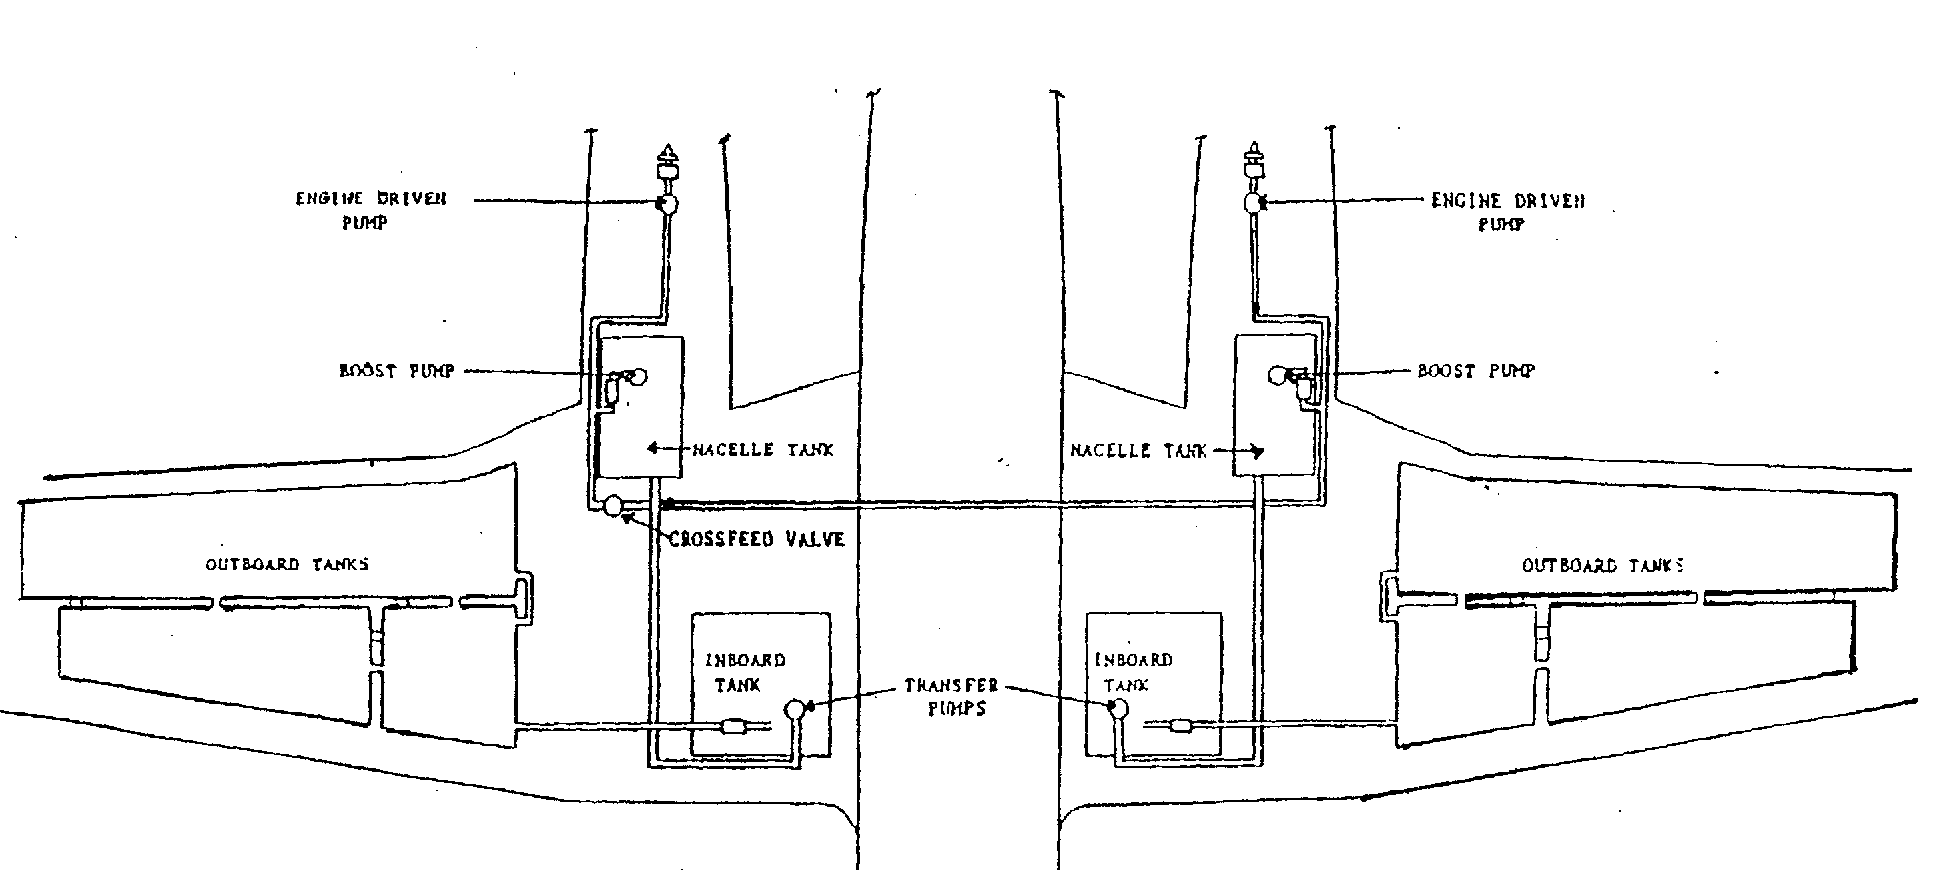 ENGINE DRIVEN
PUMP
ENGINE DRIVEN
PUMP
BOOST PUMP
BOOST PUMP
NACELLE TANK
NACELLE TANK
CROSSFEED VALVE
OUTBOARD TANKS
OUTBOARD TANKS
INBOARD
TANK
INBOARD
TANK
TRANSFER
PUMPS